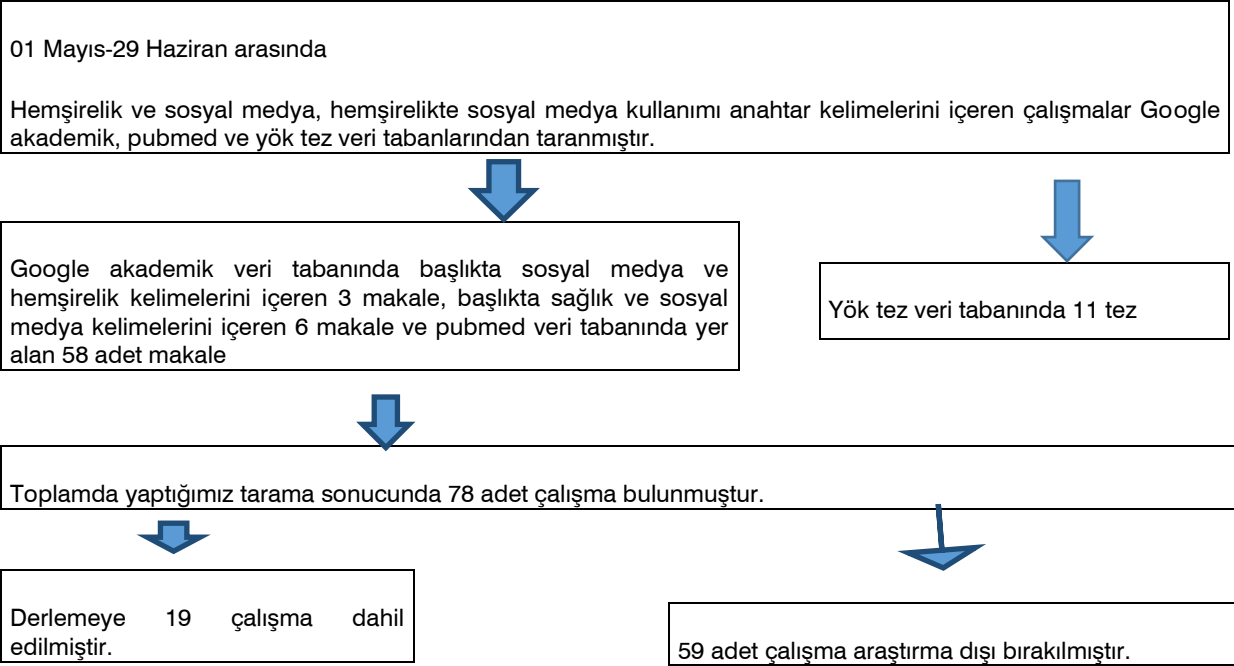 01 Mayıs-29 Haziran arasında
Hemşirelik ve sosyal medya, hemşirelikte sosyal medya kullanımı anahtar kelimelerini içeren çalışmalar Google
akademik, pubmed ve yök tez veri tabanlarından taranmıştır.
Google akademik veri tabanında başlıkta sosyal medya ve
hemşirelik kelimelerini içeren 3 makale, başlıkta sağlık ve sosyal
medya kelimelerini içeren 6 makale ve pubmed veri tabanında yer
alan 58 adet makale
Yök tez veri tabanında 11 tez
Toplamda yaptığımız tarama sonucunda 78 adet çalışma bulunmuştur.
Derlemeye 19 çalışma dahil
edilmiştir.
59 adet çalışma araştırma dışı bırakılmıştır.